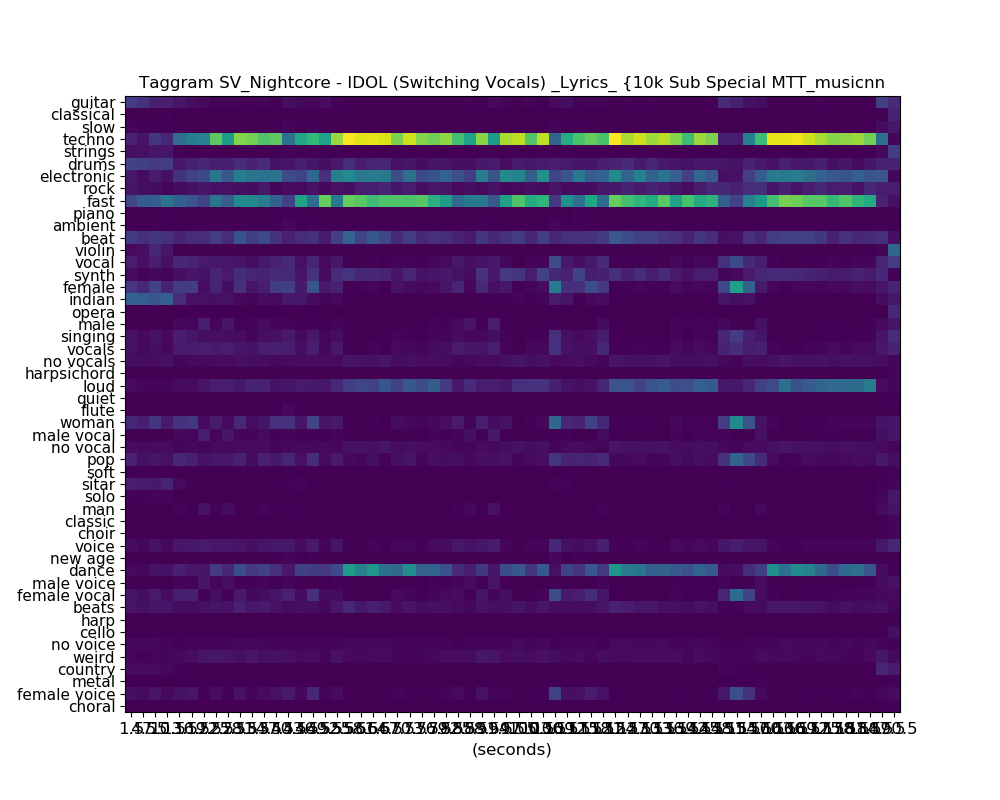 Taggram SV_Nightcore - IDOL (Switching Vocals) _Lyrics_ {10k Sub Special MTT_musicnn
guitar
classical
slow
techno
strings
drums
electronic
rock
fast
piano
ambient
beat
violin
vocal
synth
female
indian
opera
male
singing
vocals
no vocals
harpsichord
loud
quiet
flute
woman
male vocal
no vocal
pop
soft
sitar
solo
man
classic
choir
voice
new age
dance
male voice
female vocal
beats
harp
cello
no voice
weird
country
metal
female voice
choral
(seconds)